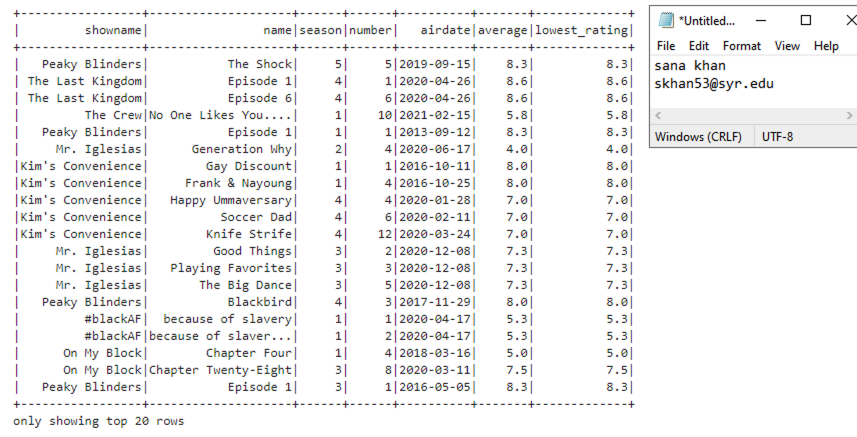 +----------------+--------------------+------+------+----------+-------+-------------+
|        showname|                name|season|number|   airdate|average|lowest_rating|
+----------------+--------------------+------+------+----------+-------+-------------+
|   Peaky Blinders|           The Shock|     5|     5|2019-09-15|    8.3|          8.3|
| The Last Kingdom|           Episode 1|     4|     1|2020-04-26|    8.6|          8.6|
| The Last Kingdom|           Episode 6|     4|     6|2020-04-26|    8.6|          8.6|
|         The Crew|No One Likes You....|     1|    10|2021-02-15|    5.8|          5.8|
|   Peaky Blinders|           Episode 1|     1|     1|2013-09-12|    8.3|          8.3|
|     Mr. Iglesias|      Generation Why|     2|     4|2020-06-17|    4.0|          4.0|
|Kim's Convenience|        Gay Discount|     1|     1|2016-10-11|    8.0|          8.0|
|Kim's Convenience|     Frank & Nayoung|     1|     4|2016-10-25|    8.0|          8.0|
|Kim's Convenience|   Happy Ummaversary|     4|     4|2020-01-28|    7.0|          7.0|
|Kim's Convenience|          Soccer Dad|     4|     6|2020-02-11|    7.0|          7.0|
|Kim's Convenience|        Knife Strife|     4|    12|2020-03-24|    7.0|          7.0|
|     Mr. Iglesias|         Good Things|     3|     2|2020-12-08|    7.3|          7.3|
|     Mr. Iglesias|   Playing Favorites|     3|     3|2020-12-08|    7.3|          7.3|
|     Mr. Iglesias|       The Big Dance|     3|     5|2020-12-08|    7.3|          7.3|
|   Peaky Blinders|           Blackbird|     4|     3|2017-11-29|    8.0|          8.0|
|         #blackAF|  because of slavery|     1|     1|2020-04-17|    5.3|          5.3|
|         #blackAF|because of slaver...|     1|     2|2020-04-17|    5.3|          5.3|
|      On My Block|        Chapter Four|     1|     4|2018-03-16|    5.0|          5.0|
|      On My Block|Chapter Twenty-Eight|     3|     8|2020-03-11|    7.5|          7.5|
|   Peaky Blinders|           Episode 1|     3|     1|2016-05-05|    8.3|          8.3|
+----------------+--------------------+------+------+----------+-------+-------------+
only showing top 20 rows
*Untitled...
File Edit Format View Help
sana khan
skhan53@syr.edu
Windows (CRLF) UTF-8